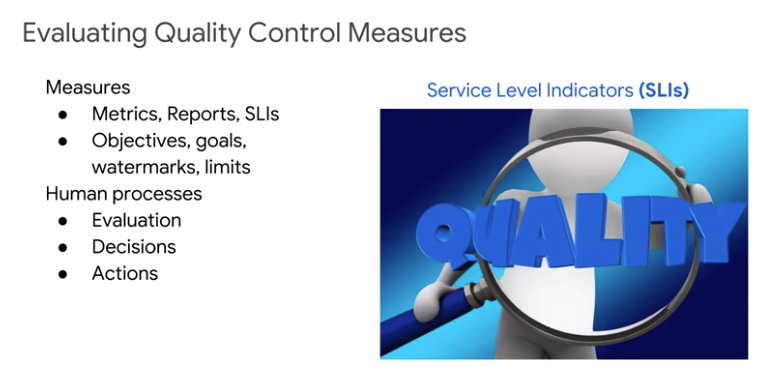 Evaluating Quality Control Measures
Measures
● Metrics, Reports, SLIs
● Objectives, goals,
watermarks, limits
Human processes
● Evaluation
● Decisions
● Actions
Service Level Indicators (SLIs)
QUALITY